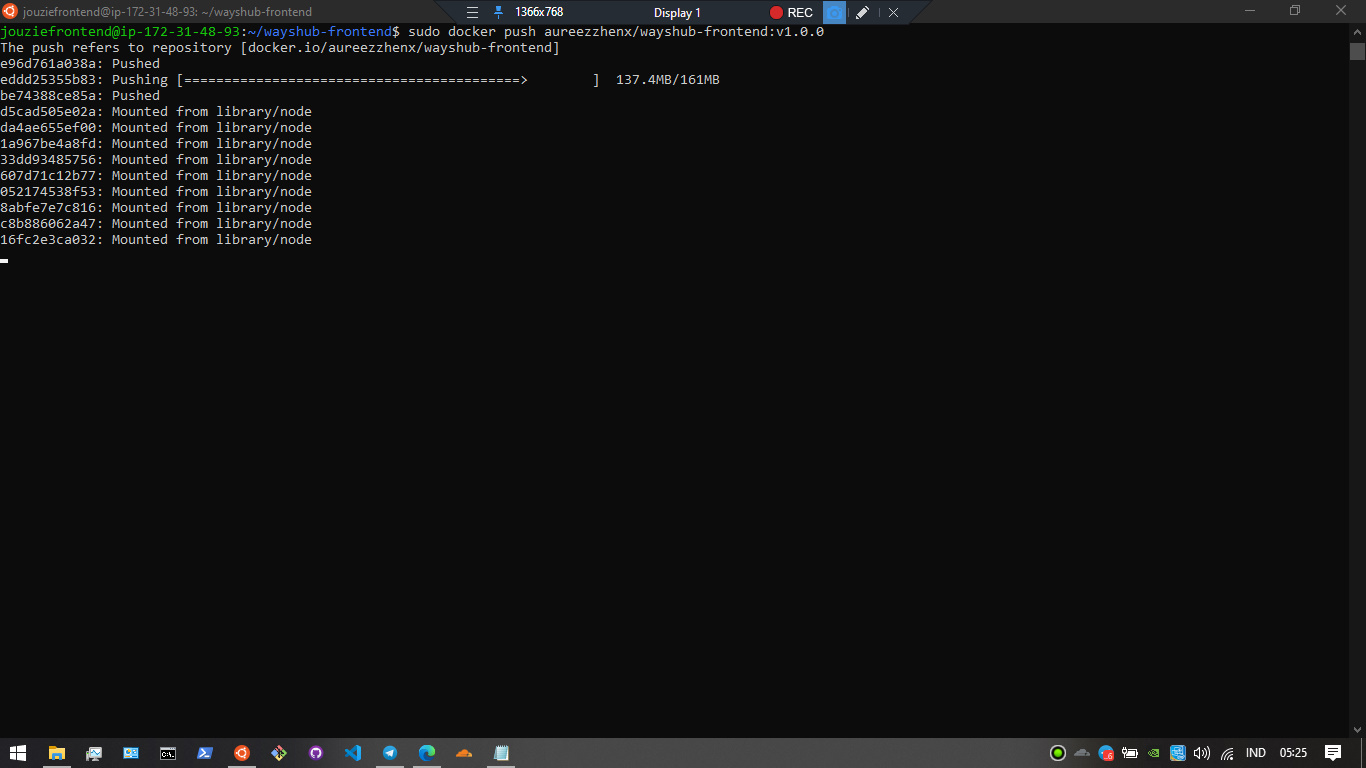 jouziefrontend@ip-172-31-48-93: ~/wayshub-frontend
1366x768
Display 1
REC
jouziefrontend@ip-172-31-48-93:~/wayshub-frontend$ sudo docker push aureezzhenx/wayshub-frontend:v1.0.0
The push refers to repository [docker.io/aureezzhenx/wayshub-frontend]
e96d761a038a: Pushed
eddd25355b83: Pushing [==========================================>        ]  137.4MB/161MB
be74388ce85a: Pushed
d5cad505e02a: Mounted from library/node
da4ae655ef00: Mounted from library/node
1a967be4a8fd: Mounted from library/node
33dd93485756: Mounted from library/node
607d71c12b77: Mounted from library/node
052174538f53: Mounted from library/node
8abfe7e7c816: Mounted from library/node
c8b886062a47: Mounted from library/node
16fc2e3ca032: Mounted from library/node
IND
05:25